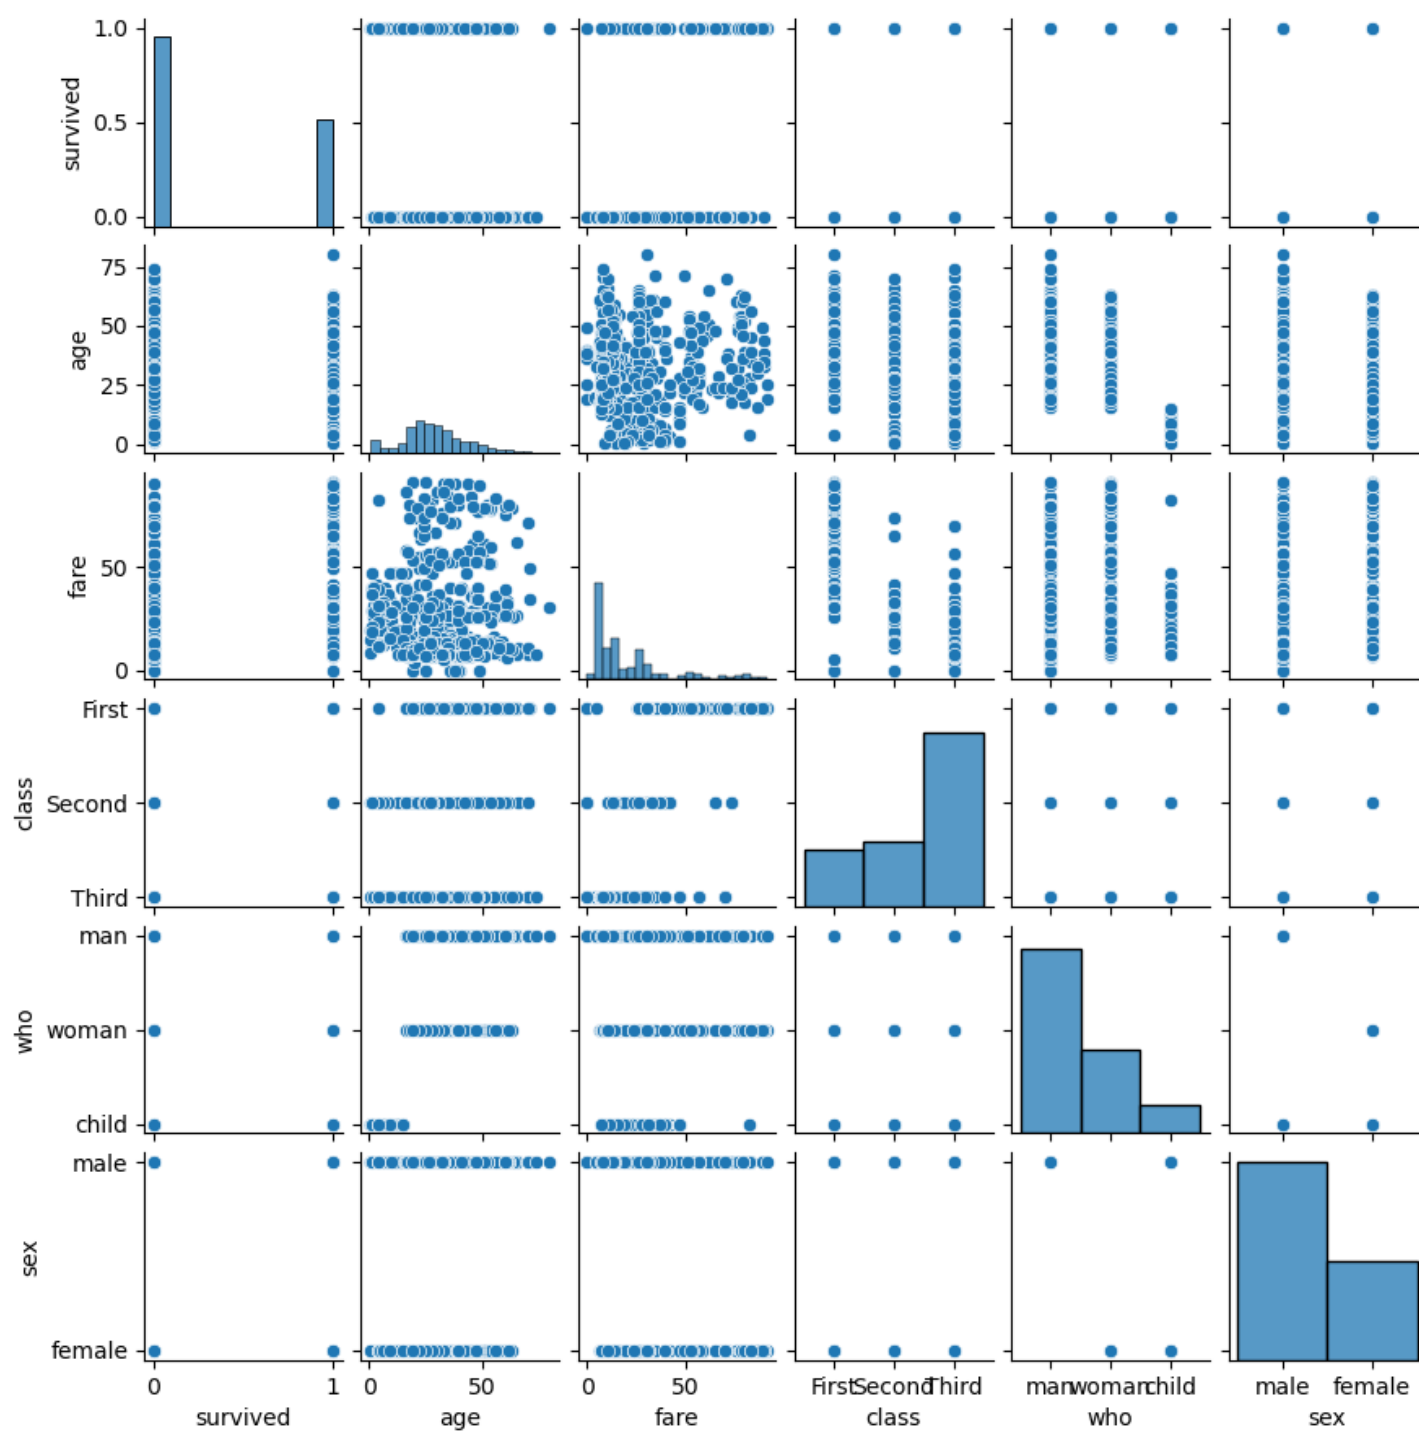 1.0
survived
0.5
0.0
75
age
50
25
0
fare
50
0
First
class
Second
Third
man
who
woman
child
male
sex
female
0 1 0 50 0 50 First Second Third man woman child male female
survived age fare class who sex